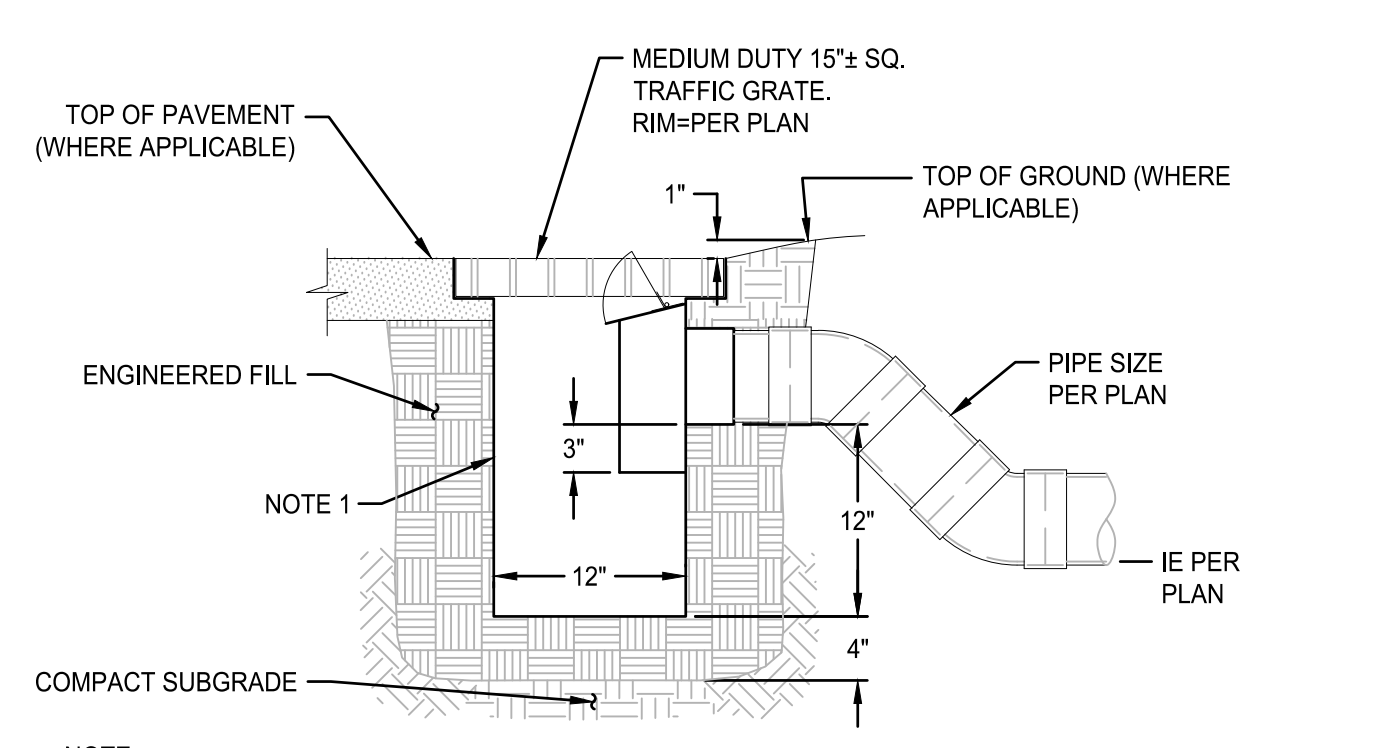 MEDIUM DUTY 15"± SQ.
TRAFFIC GRATE.
RIM=PER PLAN
TOP OF PAVEMENT
(WHERE APPLICABLE)
TOP OF GROUND (WHERE
APPLICABLE)
1"
PIPE SIZE
PER PLAN
ENGINEERED FILL
3"
NOTE 1
12"
12"
IE PER
PLAN
4"
COMPACT SUBGRADE
NOTE